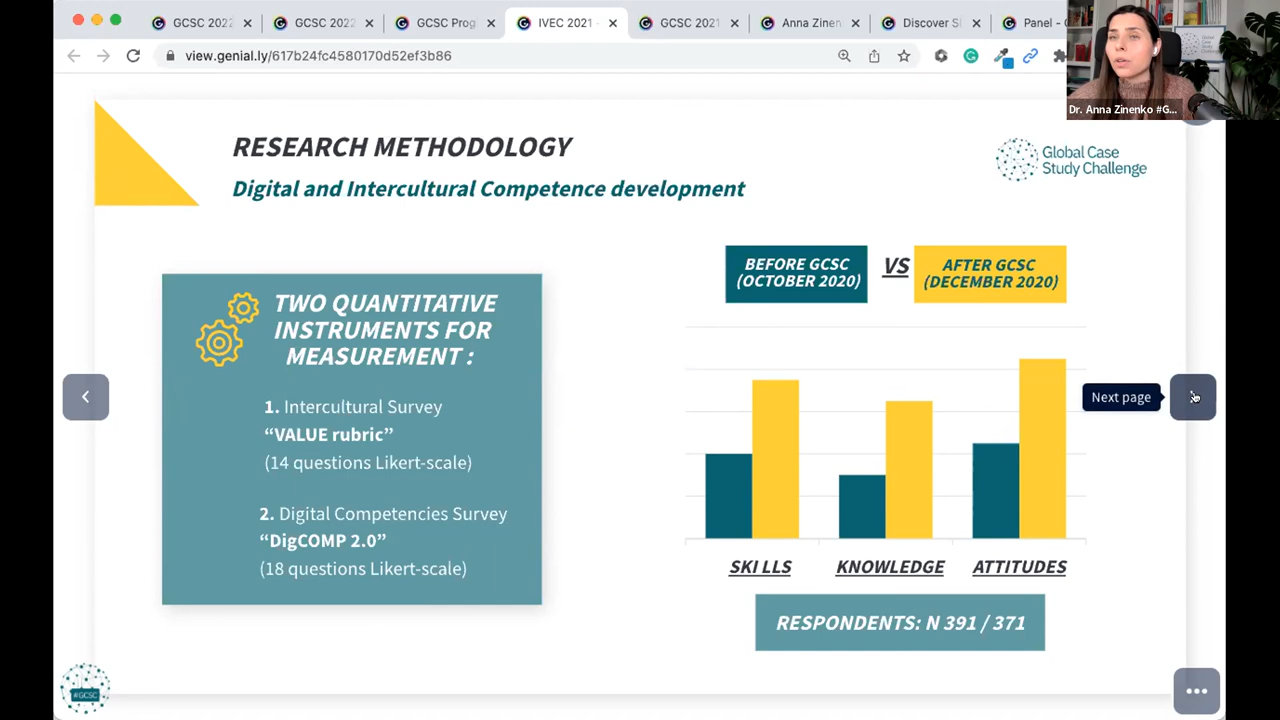 GCSC 2022
GCSC 2022
GCSC Prog
IVEC 2021 -
GCSC 2021
Anna Zinen
Discover S
Panel - G
view.genial.ly/617b24fc4580170d52ef3b86
Dr. Anna Zinenko #G...
RESEARCH METHODOLOGY
Digital and Intercultural Competence development
Global Case
Study Challenge
TWO QUANTITATIVE
INSTRUMENTS FOR
MEASUREMENT :
1. Intercultural Survey
“VALUE rubric”
(14 questions Likert-scale)
2. Digital Competencies Survey
“DigCOMP 2.0”
(18 questions Likert-scale)
BEFORE GCSC
(OCTOBER 2020)
VS
AFTER GCSC
(DECEMBER 2020)
Next page
SKI LLS
KNOWLEDGE
ATTITUDES
RESPONDENTS: N 391 / 371
#GCSC